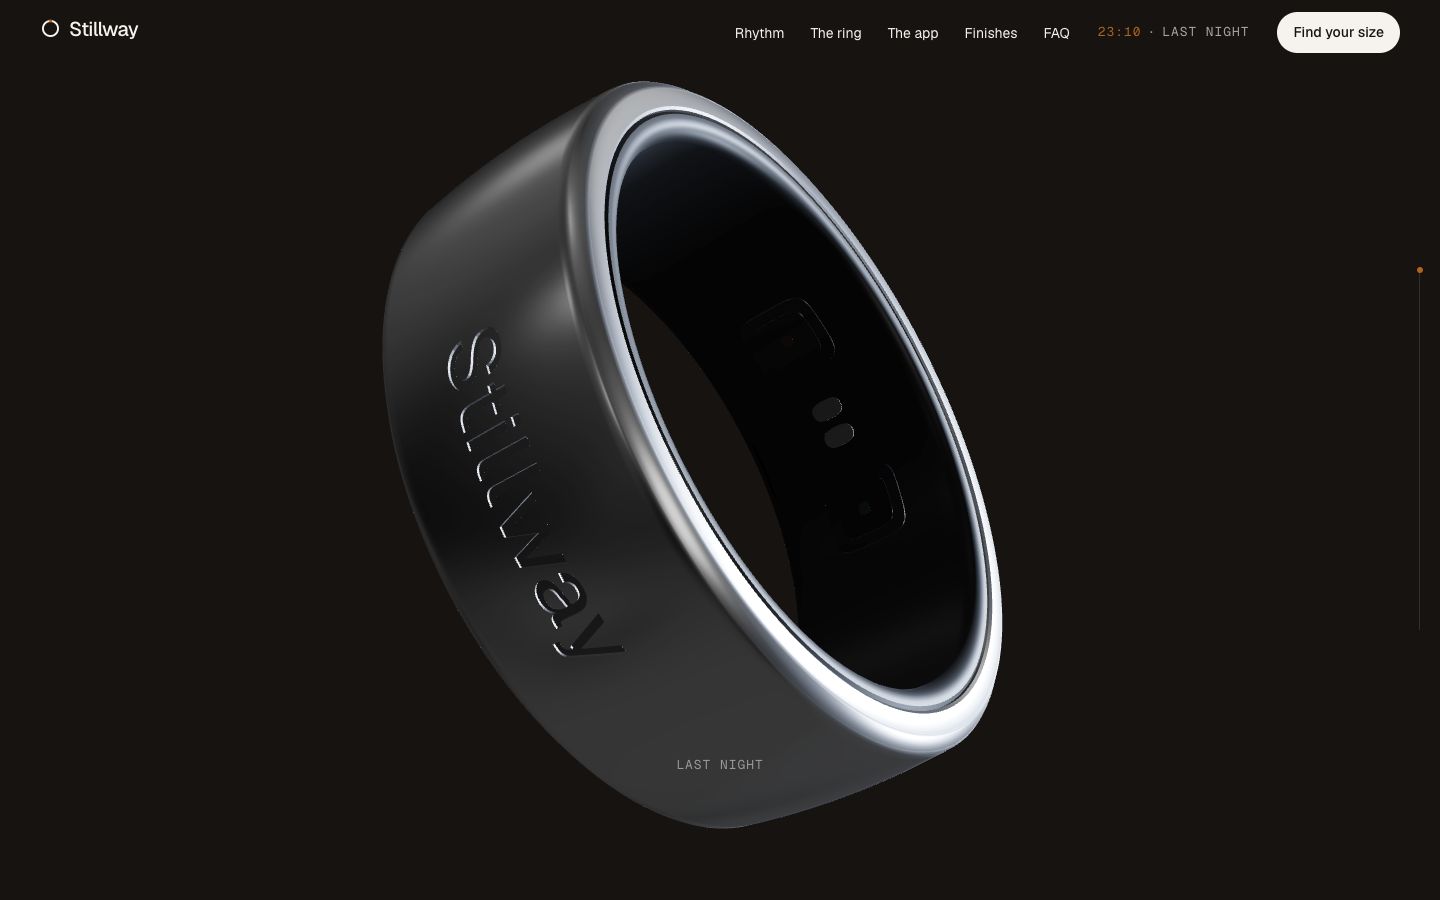 Stillway
Rhythm
The ring
The app
Finishes
FAQ
23:10 · LAST NIGHT
Find your size
Stillway
LAST NIGHT